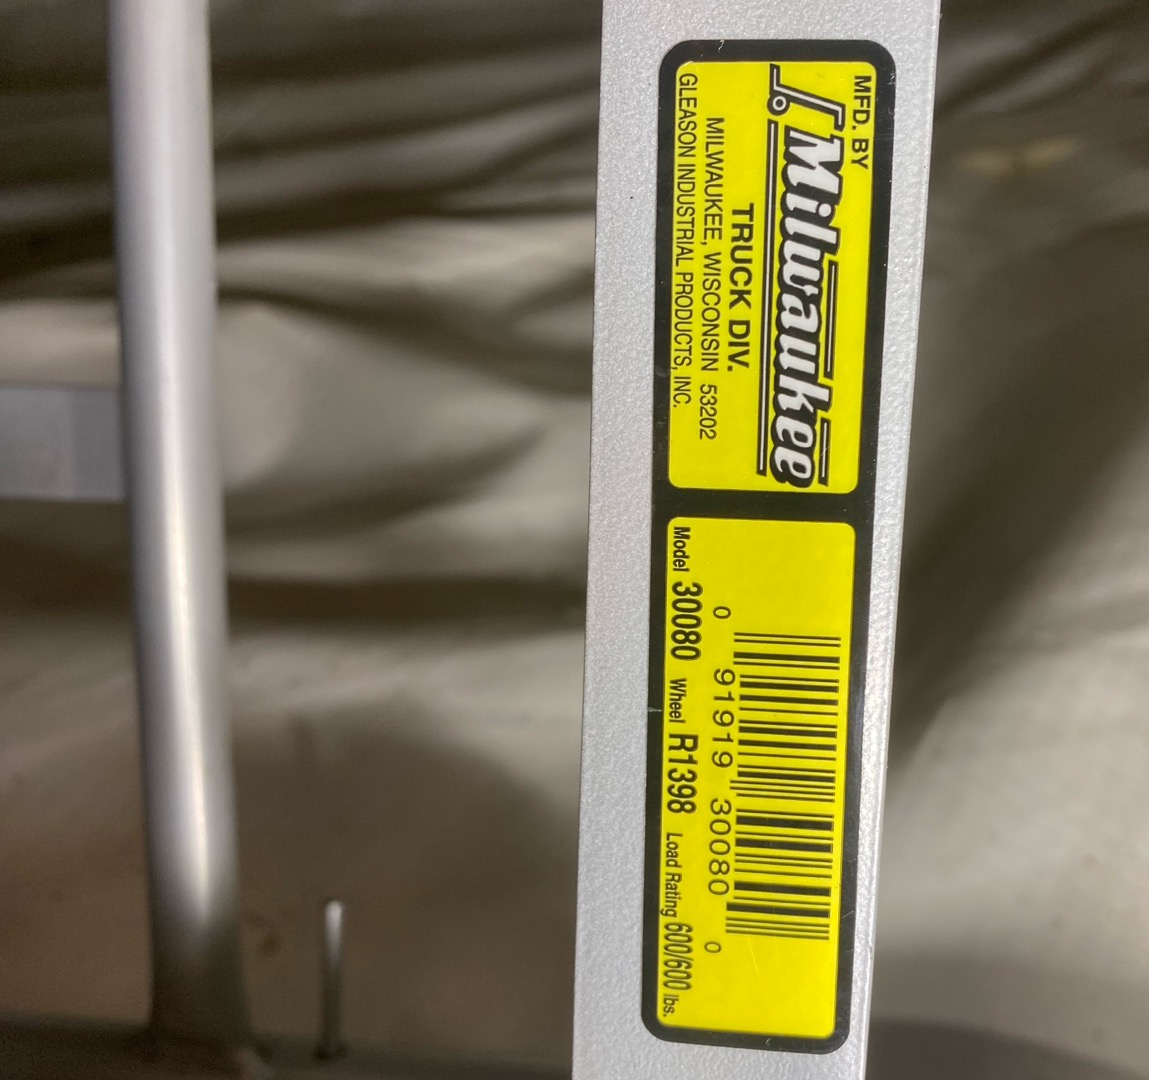 MFD. BY
Milwaukee
TRUCK DIV.
MILWAUKEE, WISCONSIN 53202
GLEASON INDUSTRIAL PRODUCTS, INC.
0 91919 30080 0
Model 30080 Wheel R1398 Load Rating 600/600 lbs.